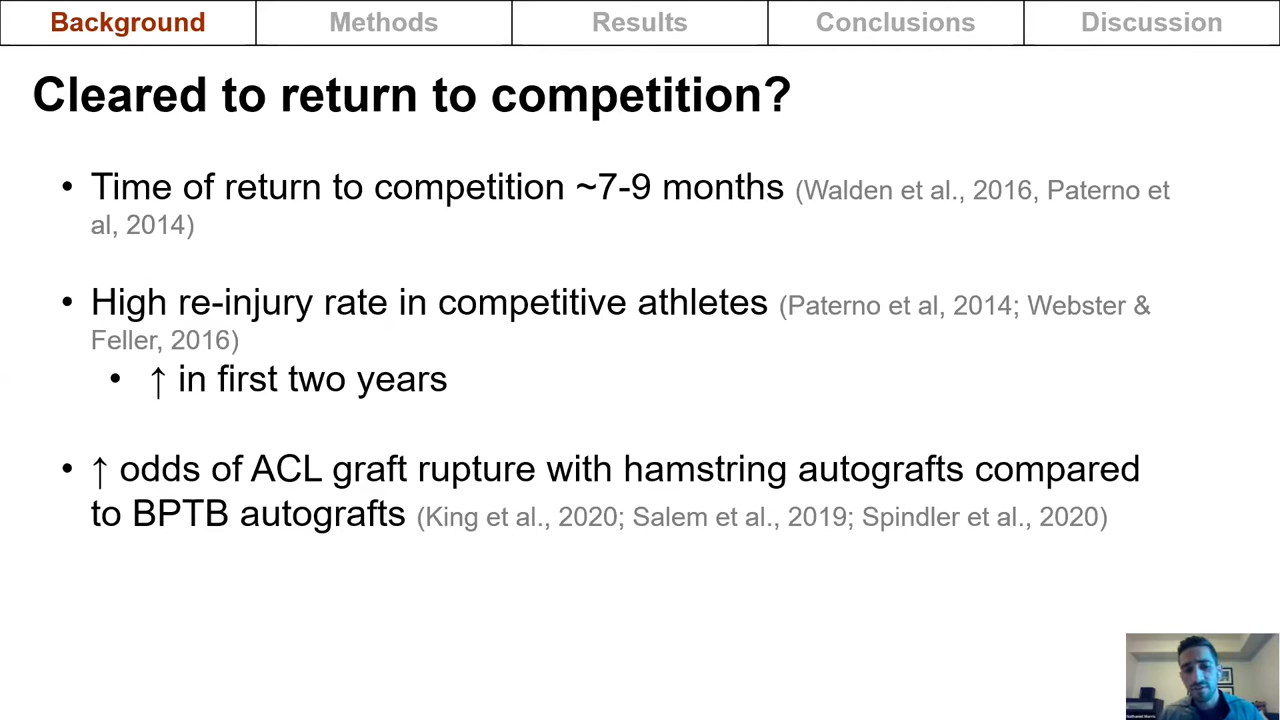 Background
Methods
Results
Conclusions
Discussion
Cleared to return to competition?
• Time of return to competition ~7-9 months (Walden et al., 2016, Paterno et
al, 2014)
• High re-injury rate in competitive athletes (Paterno et al, 2014; Webster &
Feller, 2016)
• ↑ in first two years
• ↑ odds of ACL graft rupture with hamstring autografts compared
to BPTB autografts (King et al., 2020; Salem et al., 2019; Spindler et al., 2020)